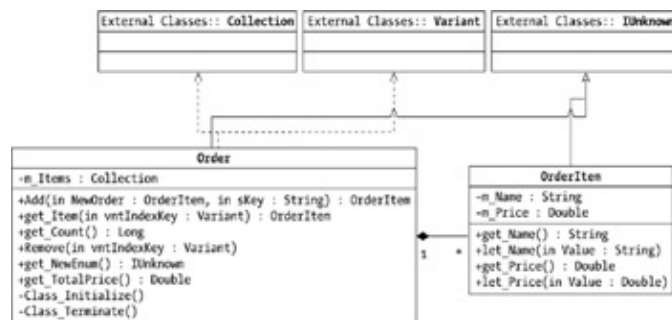 External Classes:: Collection
External Classes:: Variant
External Classes:: IUnknown
Order
-m_Items : Collection
+Add(in NewOrder : OrderItem, in sKey : String) : OrderItem
+get_Item(in vntIndexKey : Variant) : OrderItem
+get_Count() : Long
+Remove(in vntIndexKey : Variant)
+get_NewEnum() : IUnknown
+get_TotalPrice() : Double
-Class_Initialize()
-Class_Terminate()
1
*
OrderItem
-m_Name : String
-m_Price : Double
+get_Name() : String
+let_Name(in Value : String)
+get_Price() : Double
+let_Price(in Value : Double)